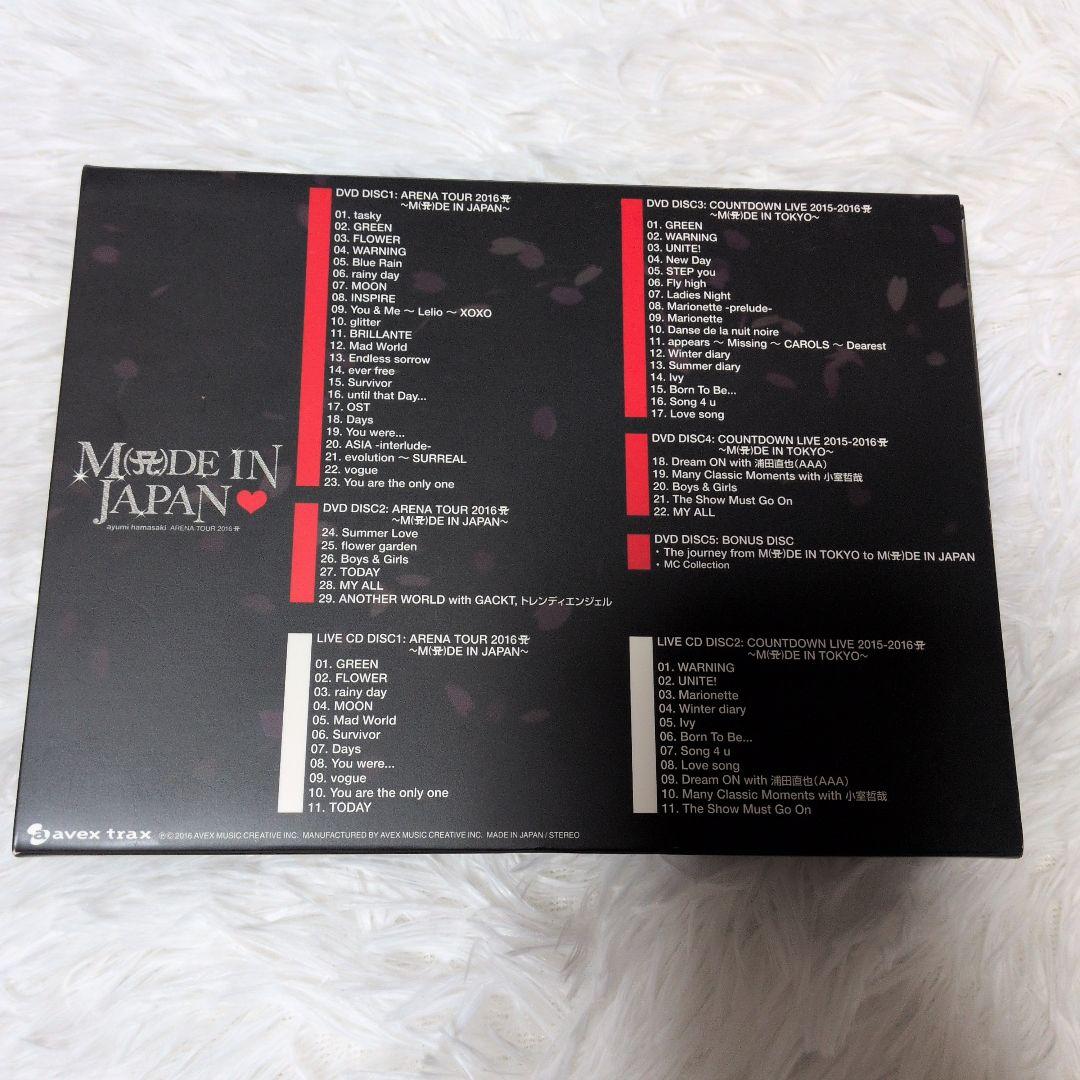 M(A)DE IN
JAPAN
ayumi hamasaki ARENA TOUR 2016 A
DVD DISC1: ARENA TOUR 2016 A
~M(A)DE IN JAPAN~
01. tasky
02. GREEN
03. FLOWER
04. WARNING
05. Blue Rain
06. rainy day
07. MOON
08. INSPIRE
09. You & Me ~ Lelio ~ XOXO
10. glitter
11. BRILLANTE
12. Mad World
13. Endless sorrow
14. ever free
15. Survivor
16. until that Day...
17. OST
18. Days
19. You were...
20. ASIA -interlude-
21. evolution ~ SURREAL
22. vogue
23. You are the only one
DVD DISC2: ARENA TOUR 2016 A
~M(A)DE IN JAPAN~
24. Summer Love
25. flower garden
26. Boys & Girls
27. TODAY
28. MY ALL
29. ANOTHER WORLD with GACKT, トレンディエンジェル
DVD DISC3: COUNTDOWN LIVE 2015-2016 A
~M(A)DE IN TOKYO~
01. GREEN
02. WARNING
03. UNITE!
04. New Day
05. STEP you
06. Fly high
07. Ladies Night
08. Marionette -prelude-
09. Marionette
10. Danse de la nuit noire
11. appears ~ Missing ~ CAROLS ~ Dearest
12. Winter diary
13. Summer diary
14. Ivy
15. Born To Be...
16. Song 4 u
17. Love song
DVD DISC4: COUNTDOWN LIVE 2015-2016 A
~M(A)DE IN TOKYO~
18. Dream ON with 浦田直也(AAA)
19. Many Classic Moments with 小室哲哉
20. Boys & Girls
21. The Show Must Go On
22. MY ALL
DVD DISC5: BONUS DISC
・The journey from M(A)DE IN TOKYO to M(A)DE IN JAPAN
・MC Collection
LIVE CD DISC1: ARENA TOUR 2016 A
~M(A)DE IN JAPAN~
01. GREEN
02. FLOWER
03. rainy day
04. MOON
05. Mad World
06. Survivor
07. Days
08. You were...
09. vogue
10. You are the only one
11. TODAY
LIVE CD DISC2: COUNTDOWN LIVE 2015-2016 A
~M(A)DE IN TOKYO~
01. WARNING
02. UNITE!
03. Marionette
04. Winter diary
05. Ivy
06. Born To Be...
07. Song 4 u
08. Love song
09. Dream ON with 浦田直也(AAA)
10. Many Classic Moments with 小室哲哉
11. The Show Must Go On
avex trax ℗© 2016 AVEX MUSIC CREATIVE INC. MANUFACTURED BY AVEX MUSIC CREATIVE INC. MADE IN JAPAN / STEREO